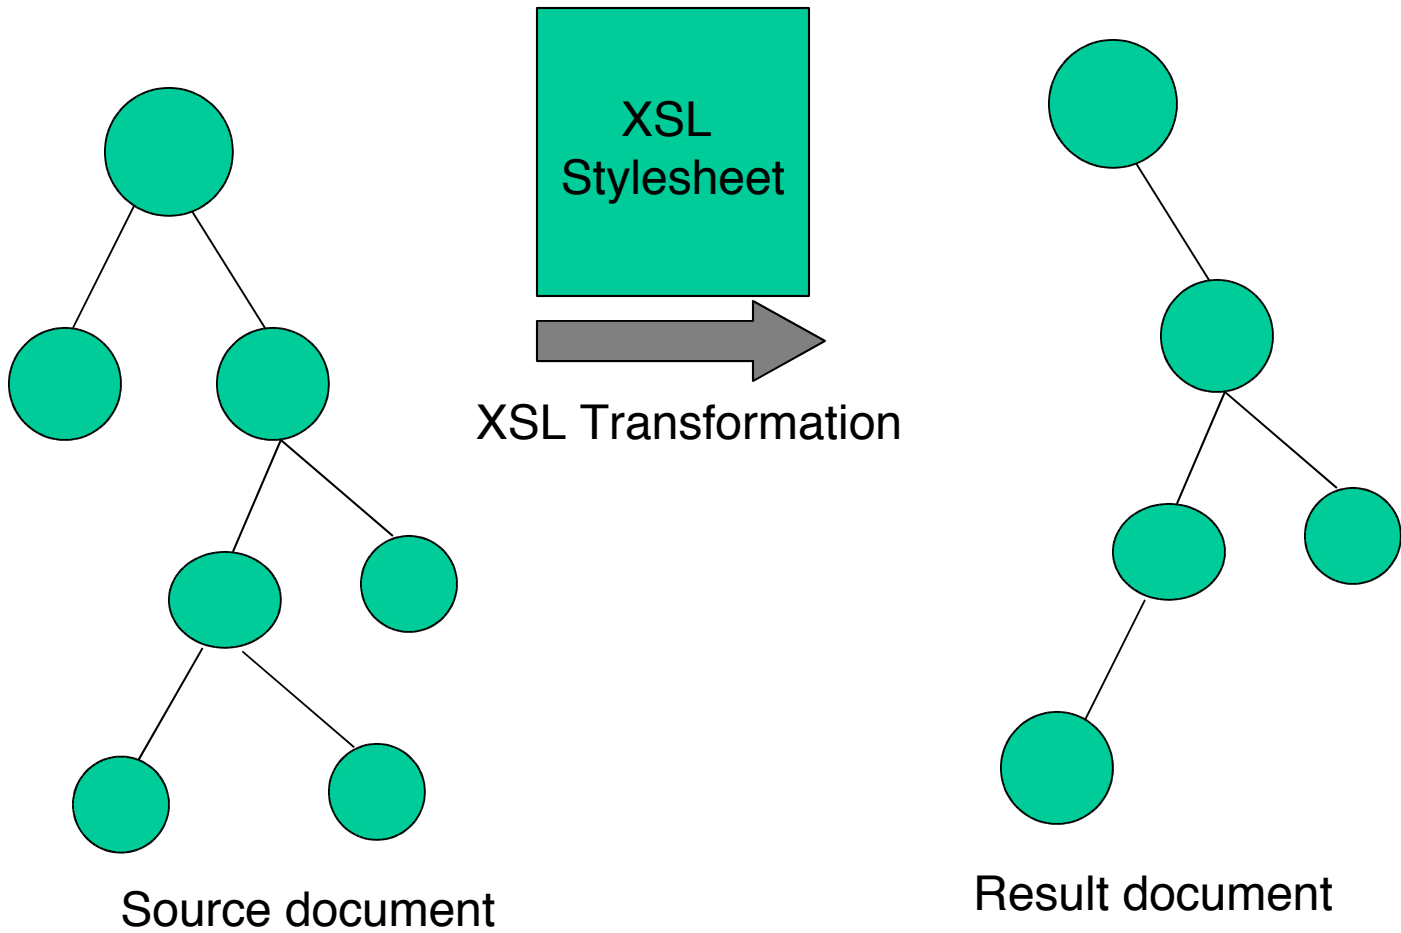 XSL
Stylesheet
XSL Transformation
Source document
Result document